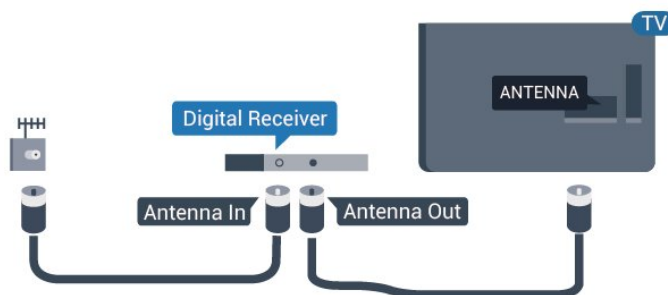 TV
ANTENNA
Digital Receiver
Antenna In
Antenna Out